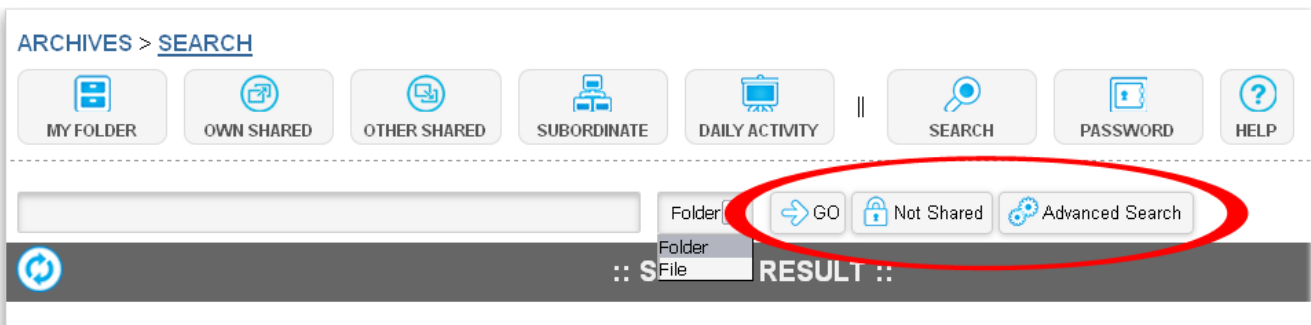 ARCHIVES > SEARCH
MY FOLDER OWN SHARED OTHER SHARED SUBORDINATE DAILY ACTIVITY || SEARCH PASSWORD HELP
Folder GO Not Shared Advanced Search
Folder
File
:: S RESULT ::